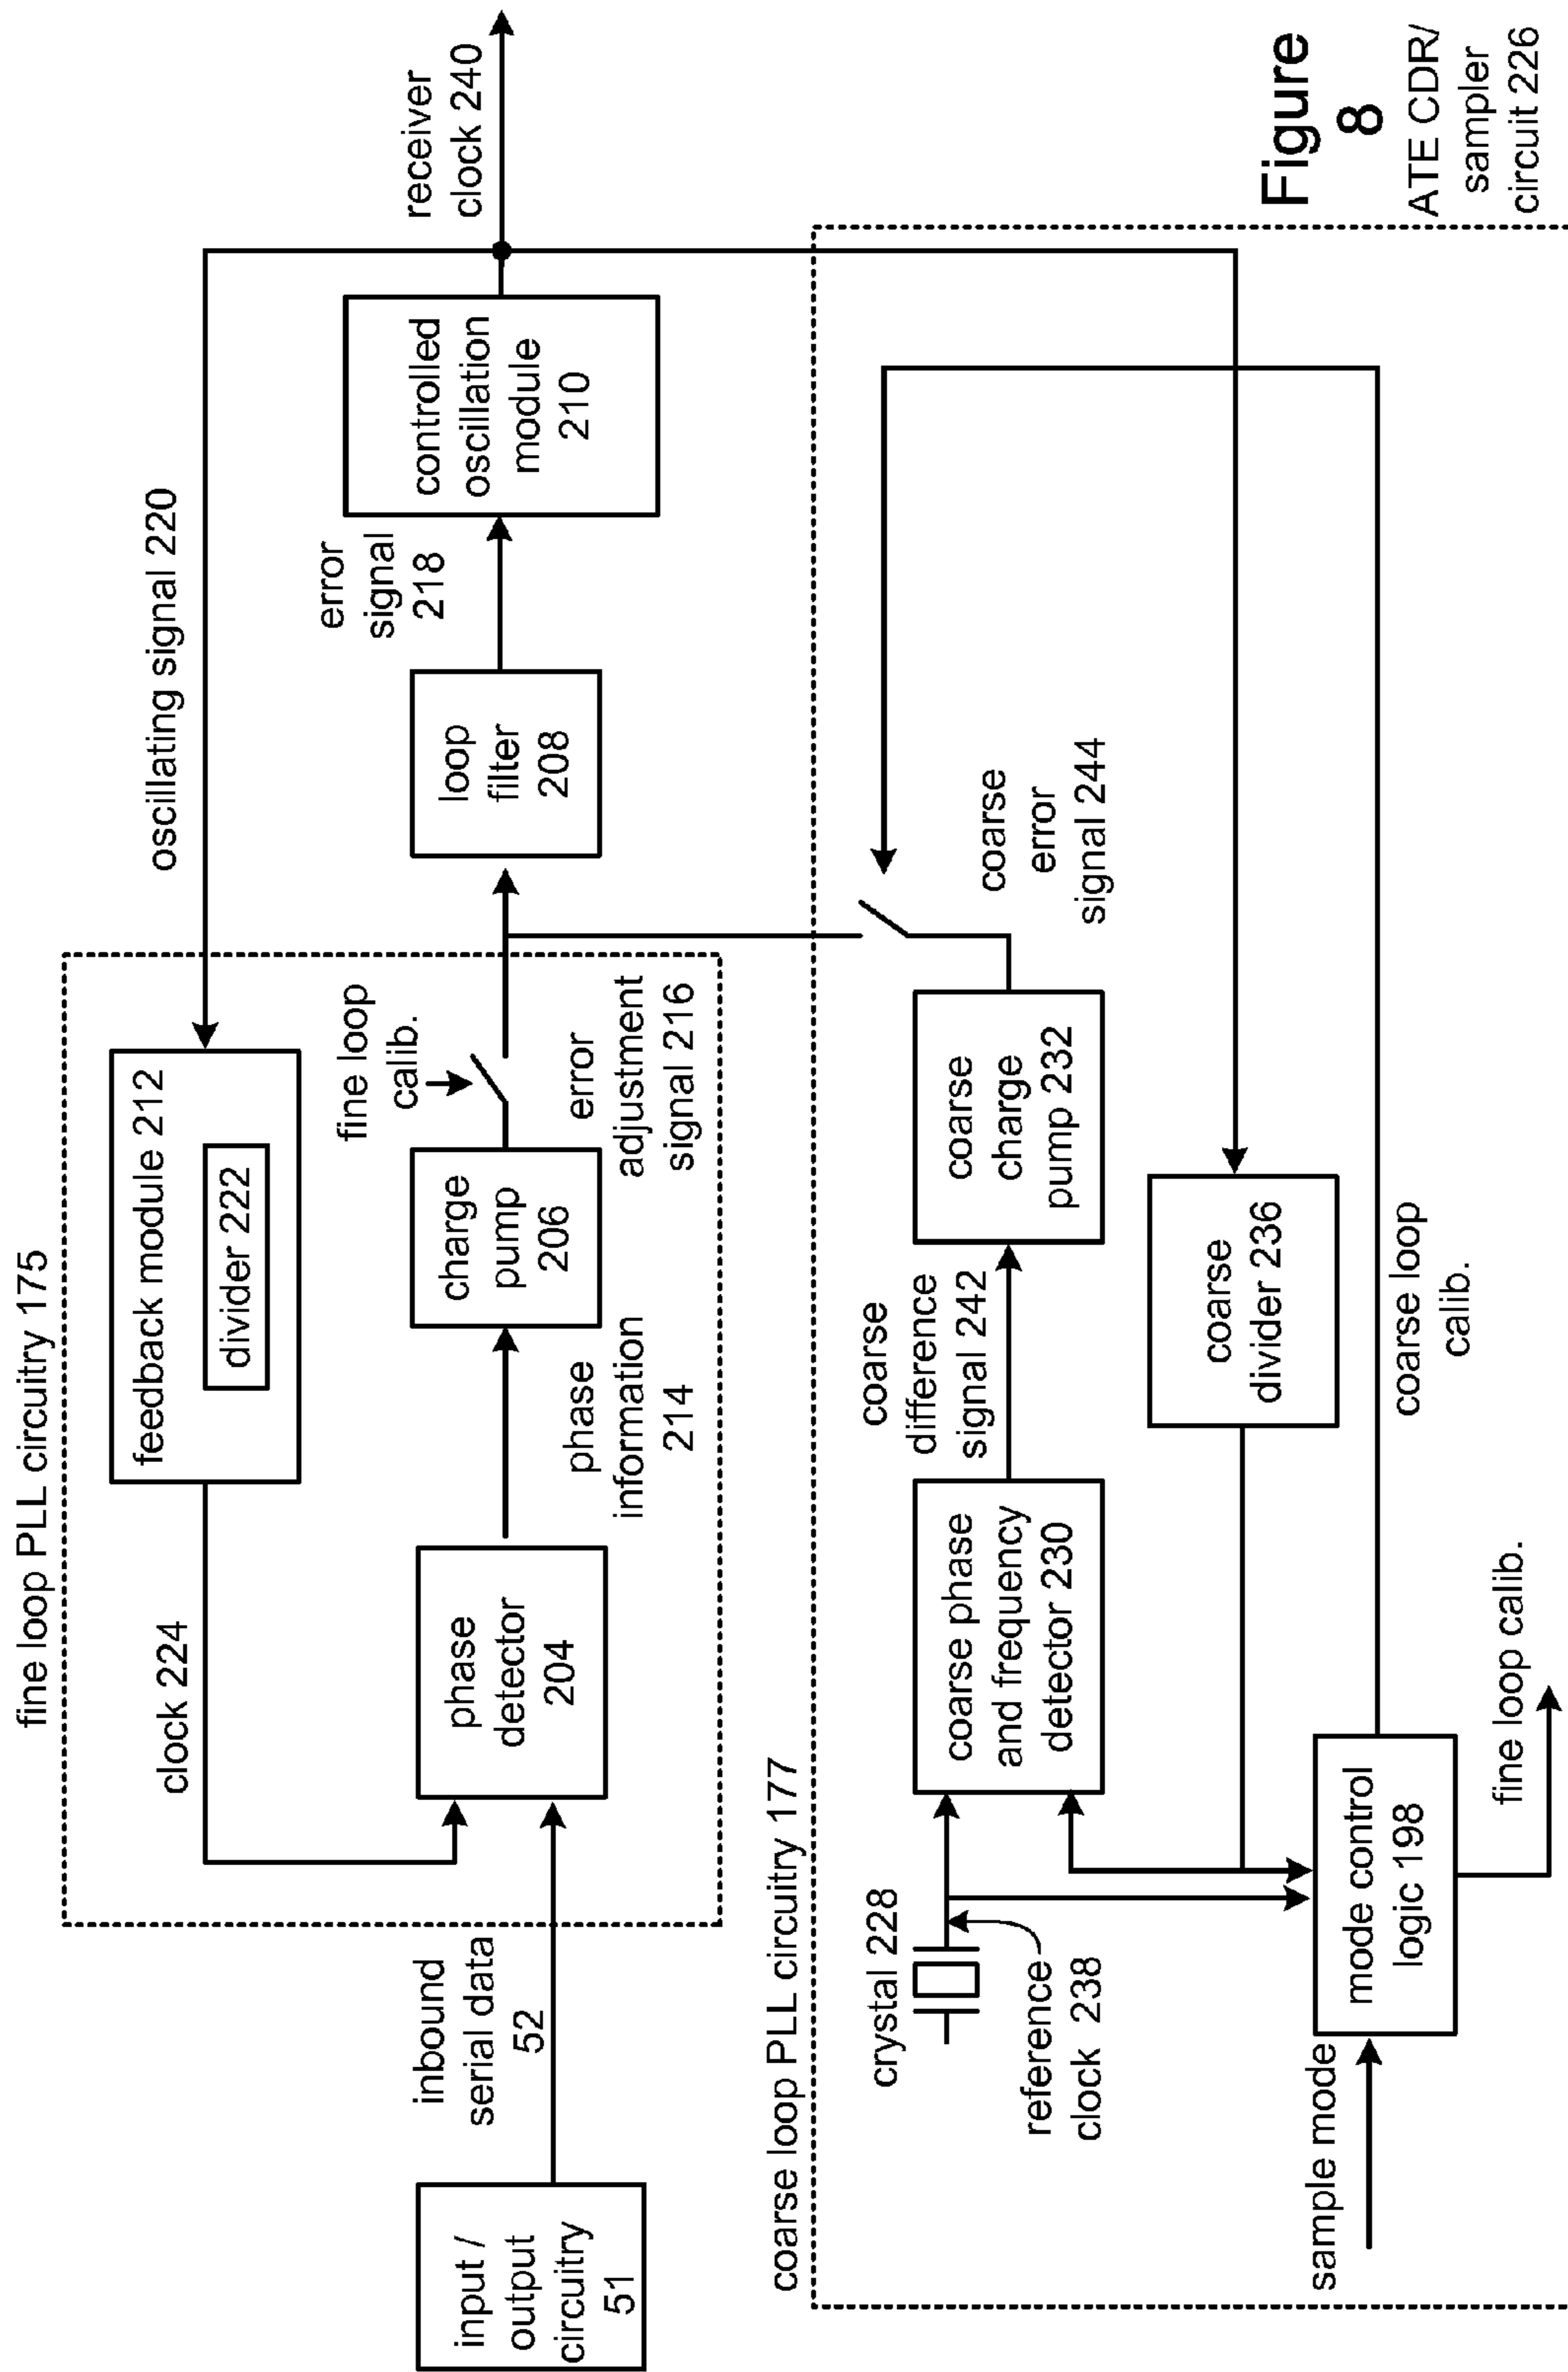 fine loop PLL circuitry 175
oscillating signal 220
feedback module 212
divider 222
clock 224
fine loop
calib.
error
signal
218
receiver
clock 240
input /
output
circuitry
51
inbound
serial data
52
phase
detector
204
phase
information
214
charge
pump
206
error
adjustment
signal 216
loop
filter
208
controlled
oscillation
module
210
coarse loop PLL circuitry 177
crystal 228
reference
clock 238
coarse phase
and frequency
detector 230
coarse
difference
signal 242
coarse
charge
pump 232
coarse
error
signal 244
coarse
divider 236
sample mode
mode control
logic 198
coarse loop
calib.
fine loop calib.
Figure
8
ATE CDR/
sampler
circuit 226